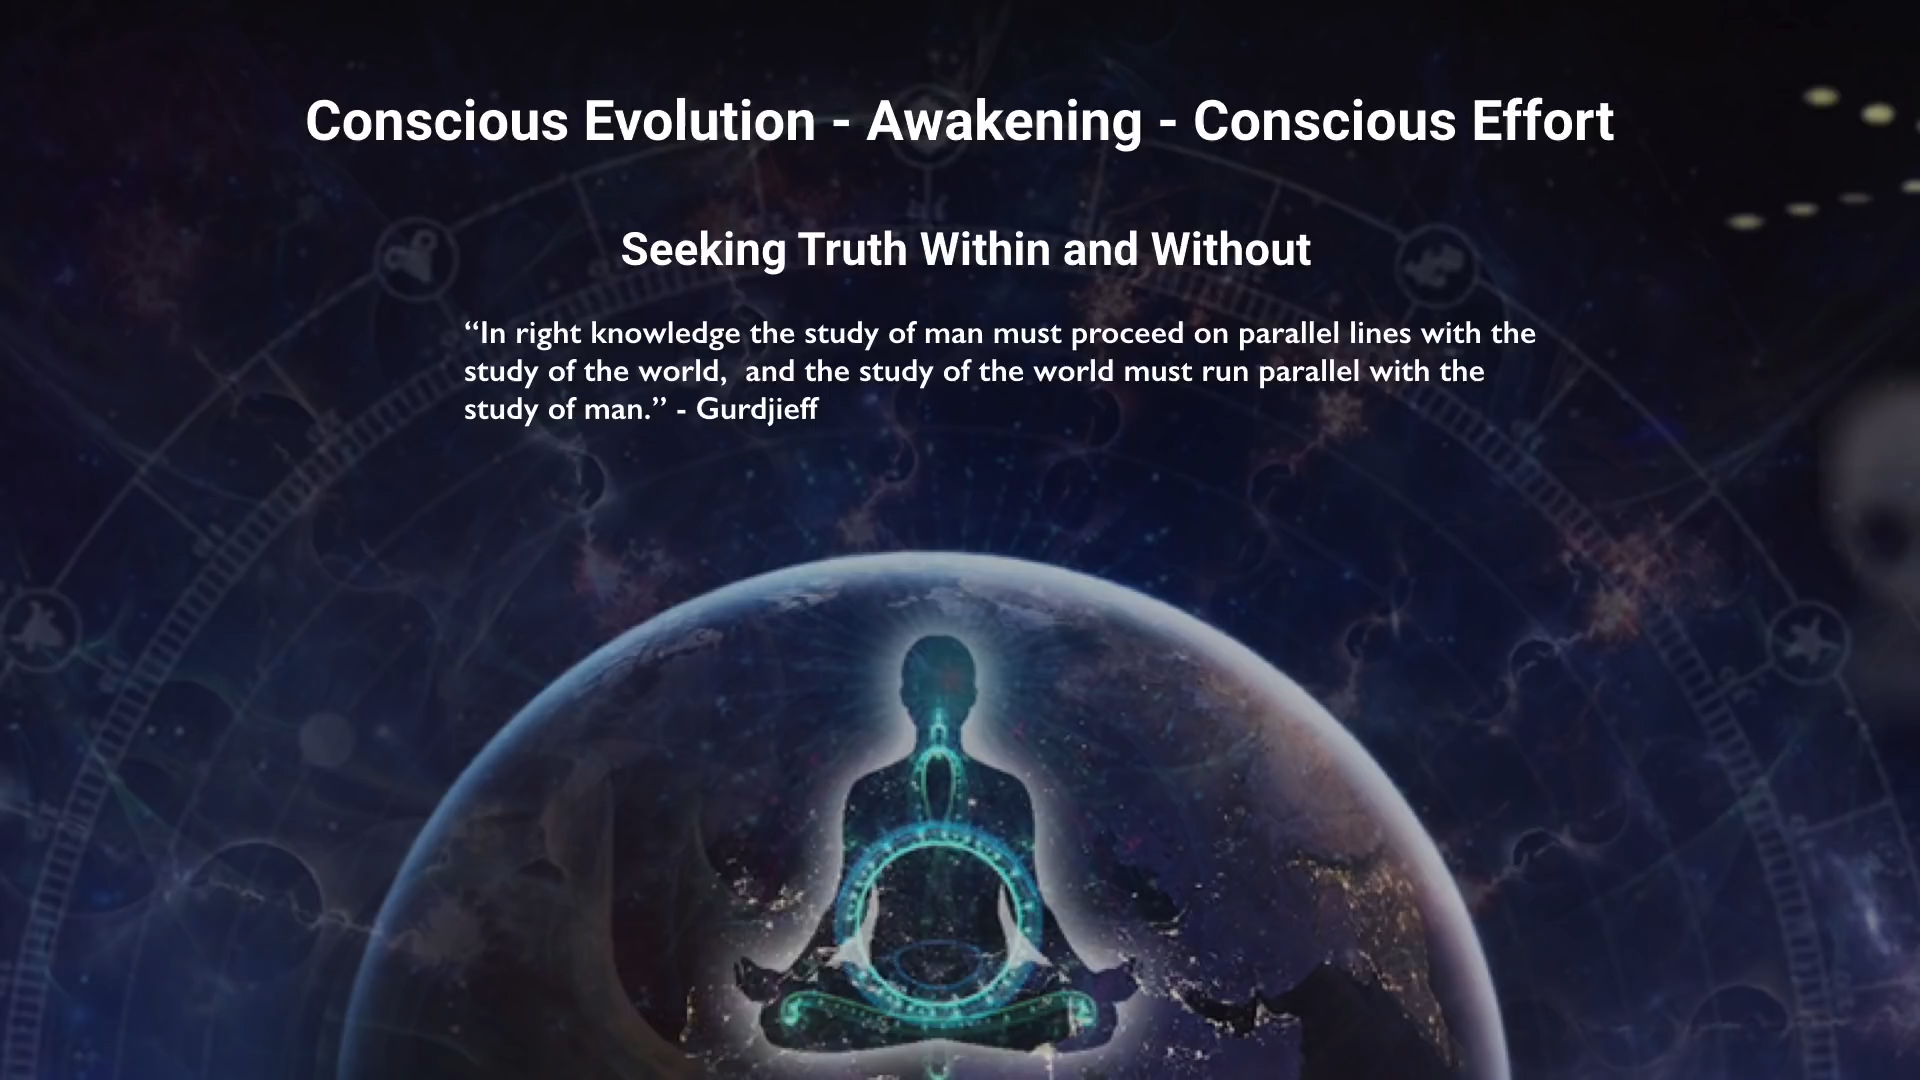 Conscious Evolution - Awakening - Conscious Effort
Seeking Truth Within and Without
“In right knowledge the study of man must proceed on parallel lines with the
study of the world,  and the study of the world must run parallel with the
study of man.” - Gurdjieff